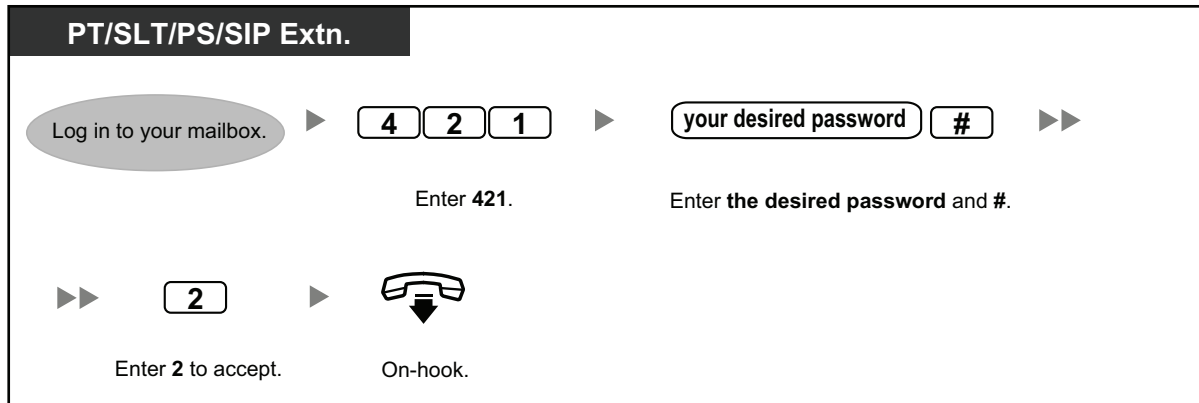 PT/SLT/PS/SIP Extn.
Log in to your mailbox.
4 2 1
your desired password #
Enter 421.
Enter the desired password and #.
2
Enter 2 to accept.
On-hook.